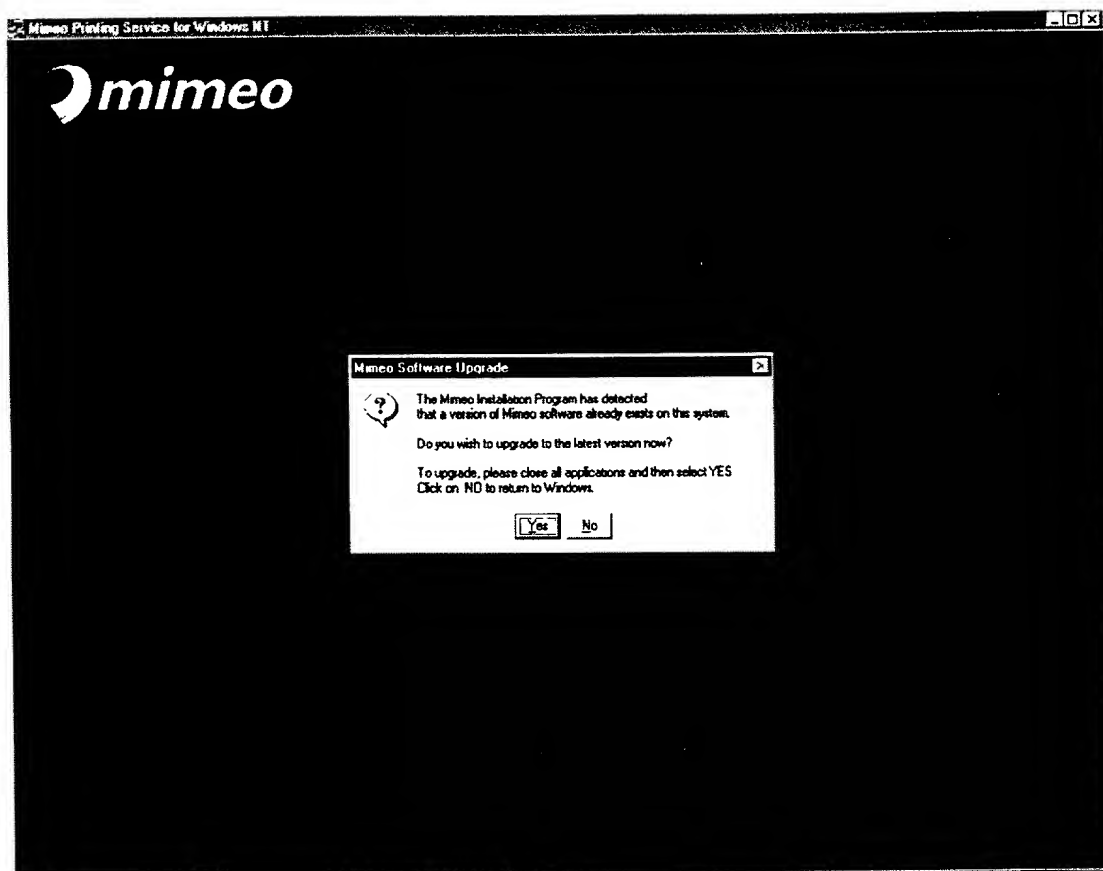 Mimeo Printing Service for Windows NT
mimeo
Mimeo Software Upgrade
The Mimeo Installation Program has detected
that a version of Mimeo software already exists on this system.
Do you wish to upgrade to the latest version now?
To upgrade, please close all applications and then select YES
Click on NO to return to Windows.
Yes No